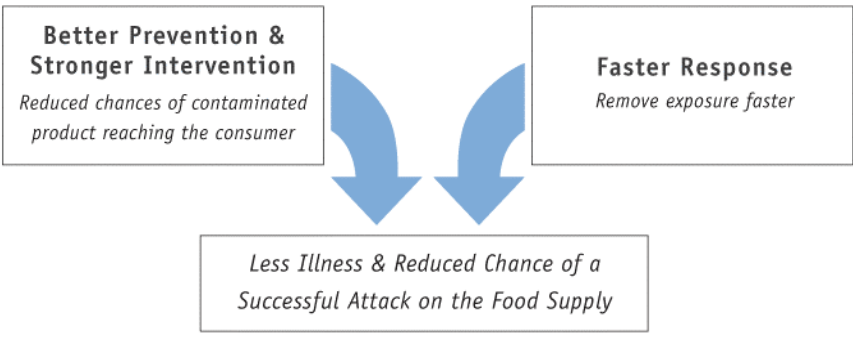 Better Prevention &
Stronger Intervention
Reduced chances of contaminated
product reaching the consumer
Faster Response
Remove exposure faster
Less Illness & Reduced Chance of a
Successful Attack on the Food Supply